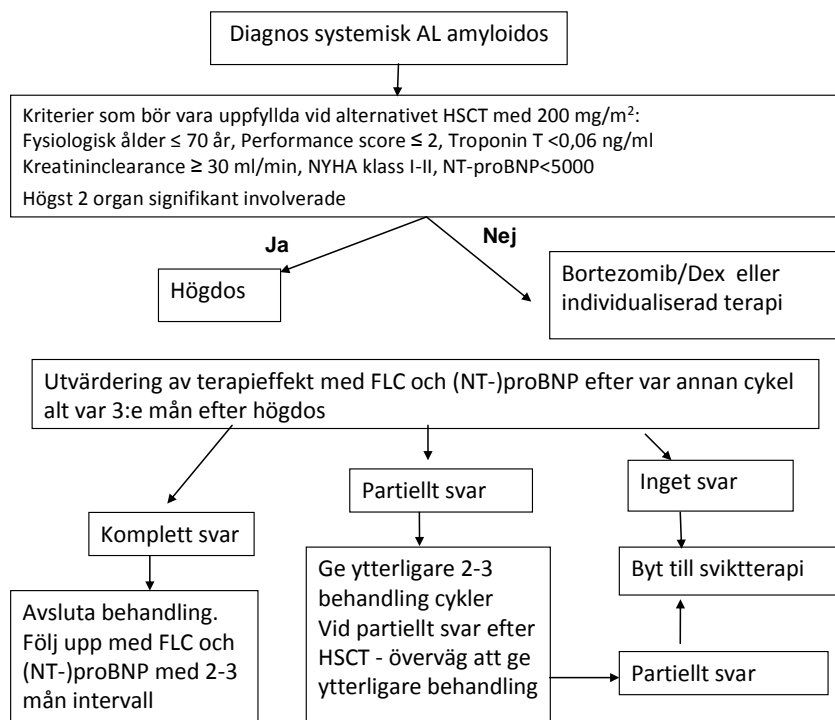 Diagnos systemisk AL amyloidos
Kriterier som bör vara uppfyllda vid alternativet HSCT med 200 mg/m²:
Fysiologisk ålder ≤ 70 år, Performance score ≤ 2, Troponin T <0,06 ng/ml
Kreatininclearance ≥ 30 ml/min, NYHA klass I-II, NT-proBNP<5000
Högst 2 organ signifikant involverade
Ja
Nej
Högdos
Bortezomib/Dex eller
individualiserad terapi
Utvärdering av terapieffekt med FLC och (NT-)proBNP efter var annan cykel
alt var 3:e mån efter högdos
Komplett svar
Partiellt svar
Inget svar
Avsluta behandling.
Följ upp med FLC och
(NT-)proBNP med 2-3
mån intervall
Ge ytterligare 2-3
behandling cykler
Vid partiellt svar efter
HSCT - överväg att ge
ytterligare behandling
Byt till sviktterapi
Partiellt svar